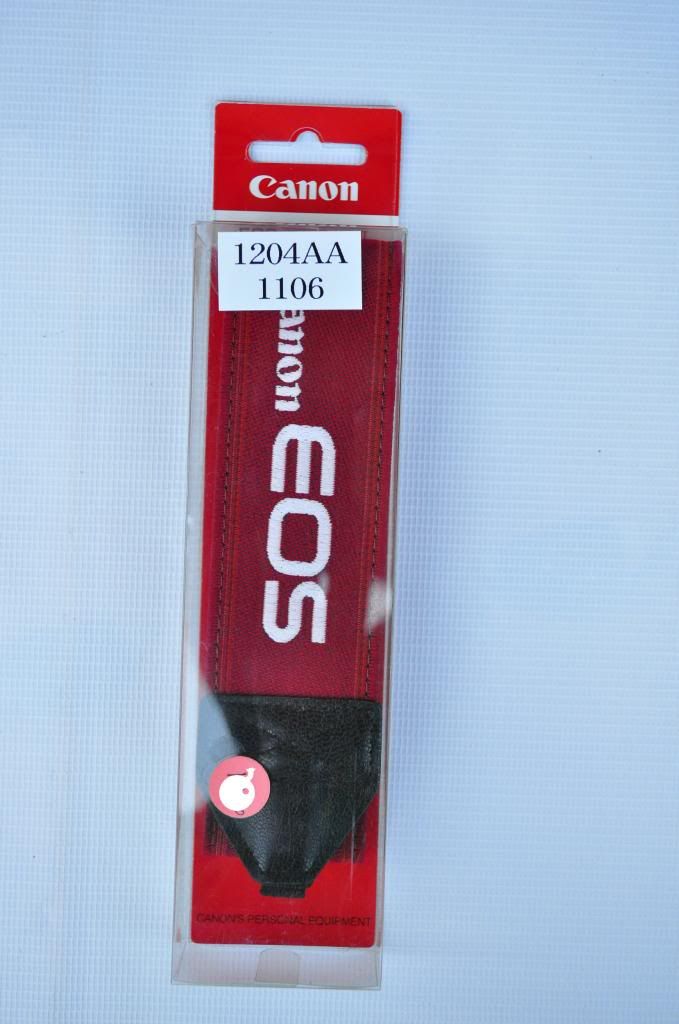 Canon
1204AA
1106
anon
EOS
CANON'S PERSONAL EQUIPMENT